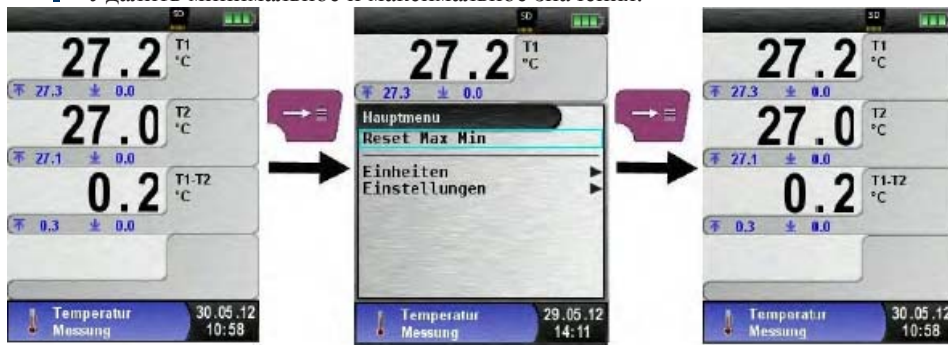 Удалить минимальное и максимальное значения.
SD
27.2 T1 °C
27.3 0.0
27.0 T2 °C
27.1 0.0
0.2 T1-T2 °C
0.3 0.0
Temperatur Messung
30.05.12 10:58
SD
27.2 T1 °C
27.3 0.0
Hauptmenu
Reset Max Min
Einheiten
Einstellungen
Temperatur Messung
29.05.12 14:11
SD
27.2 T1 °C
27.3 0.0
27.0 T2 °C
27.1 0.0
0.2 T1-T2 °C
0.3 0.0
Temperatur Messung
30.05.12 10:58